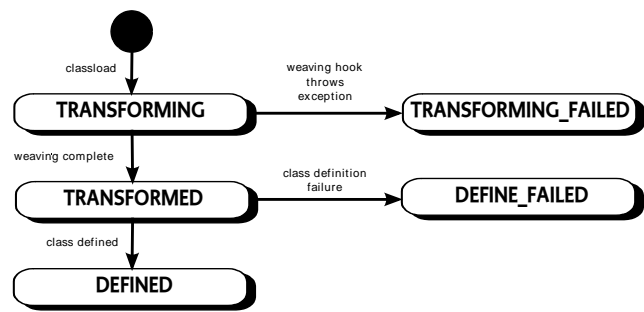 classload
weaving hook
throws
exception
TRANSFORMING
TRANSFORMING_FAILED
weaving complete
class definition
failure
TRANSFORMED
DEFINE_FAILED
class defined
DEFINED